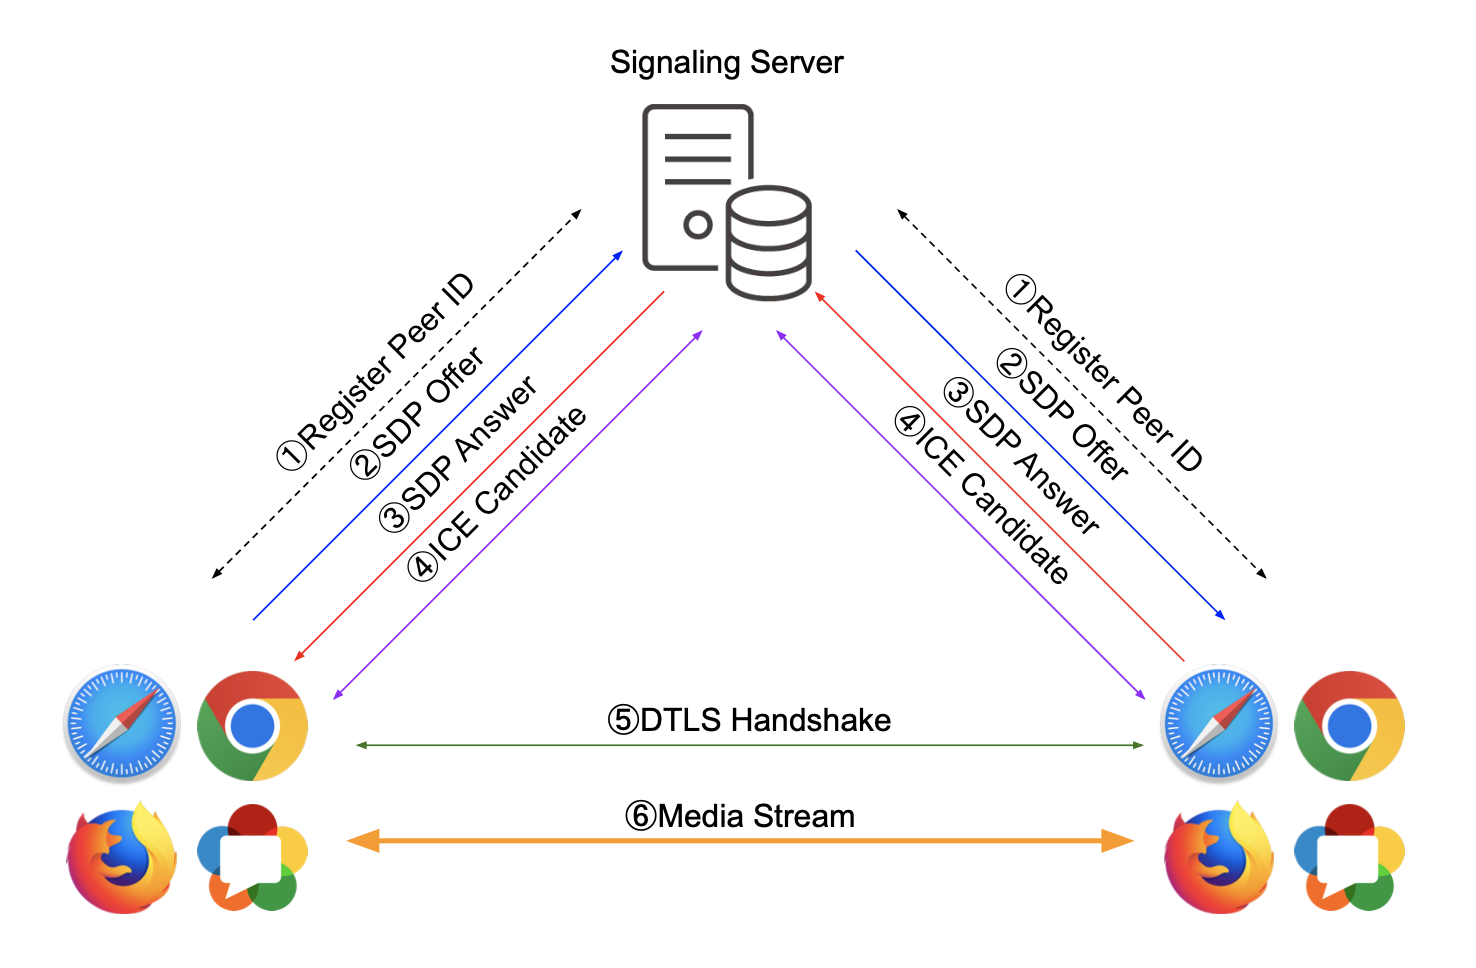 Signaling Server
①Register Peer ID
②SDP Offer
③SDP Answer
④ICE Candidate
①Register Peer ID
②SDP Offer
③SDP Answer
④ICE Candidate
⑤DTLS Handshake
⑥Media Stream